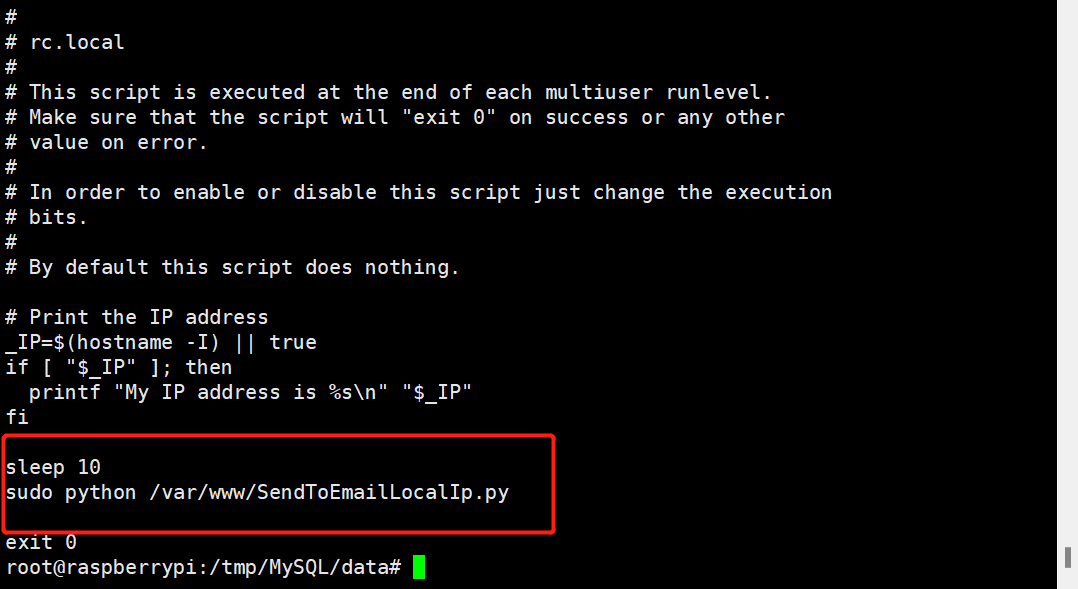 #
# rc.local
#
# This script is executed at the end of each multiuser runlevel.
# Make sure that the script will "exit 0" on success or any other
# value on error.
#
# In order to enable or disable this script just change the execution
# bits.
#
# By default this script does nothing.

# Print the IP address
_IP=$(hostname -I) || true
if [ "$_IP" ]; then
  printf "My IP address is %s\n" "$_IP"
fi

sleep 10
sudo python /var/www/SendToEmailLocalIp.py

exit 0
root@raspberrypi:/tmp/MySQL/data#